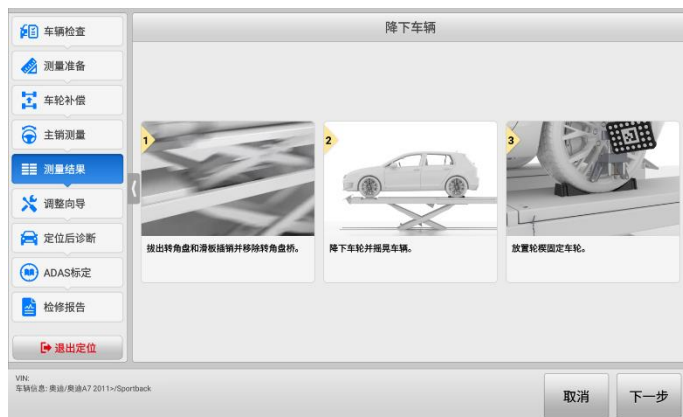 车辆检查
测量准备
车轮补偿
主销测量
测量结果
调整向导
定位后诊断
ADAS标定
检修报告
退出定位
降下车辆
1
拔出转角盘和滑板插销并移除转角盘桥。
2
降下车轮并摇晃车辆。
3
放置轮楔固定车轮。
VIN:
车辆信息: 奥迪/奥迪A7 2011>/Sportback
取消
下一步